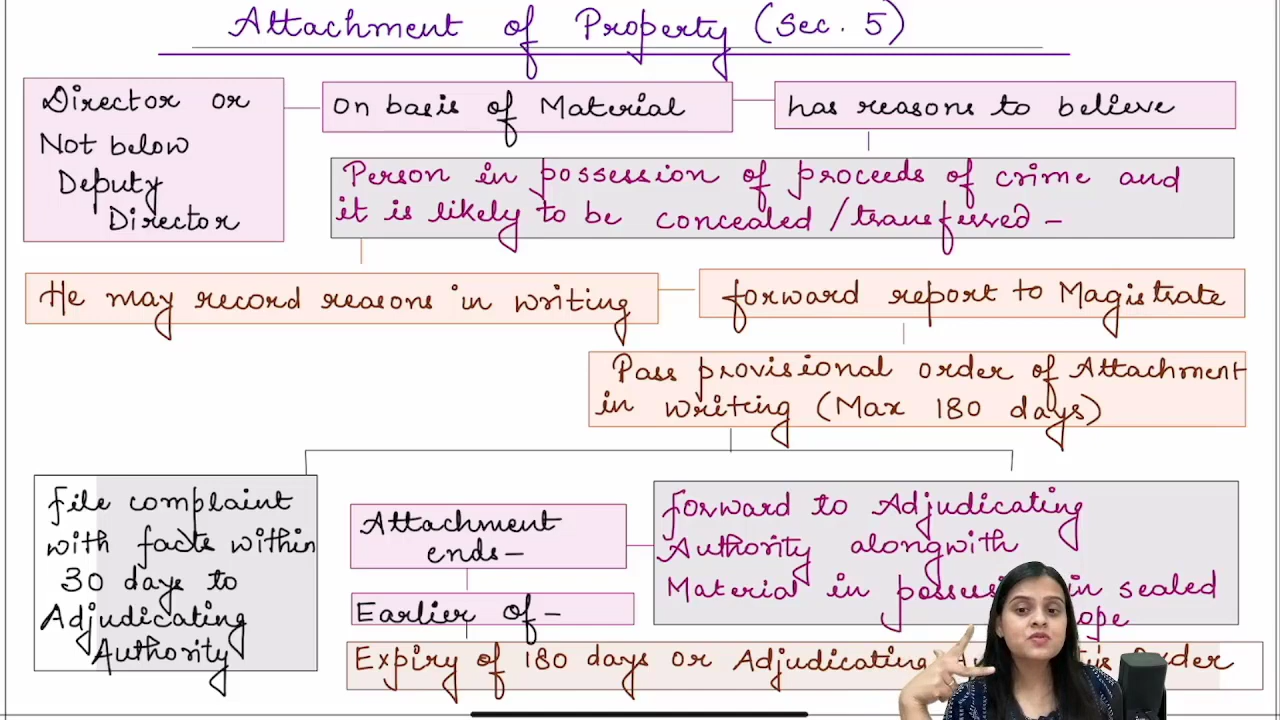 Attachment of Property (Sec. 5)
Director or
Not below
Deputy
Director
on basis of Material
has reasons to believe
Person in possession of proceeds of crime and
it is likely to be concealed / transferred -
He may record reasons in writing
forward report to Magistrate
Pass provisional order of Attachment
in writing (Max 180 days)
File complaint
with facts within
30 days to
Adjudicating
Authority
Attachment
ends-
Earlier of-
forward to Adjudicating
Authority alongwith
Material in in sealed
Expiry of 180 days or Adjudicating Order